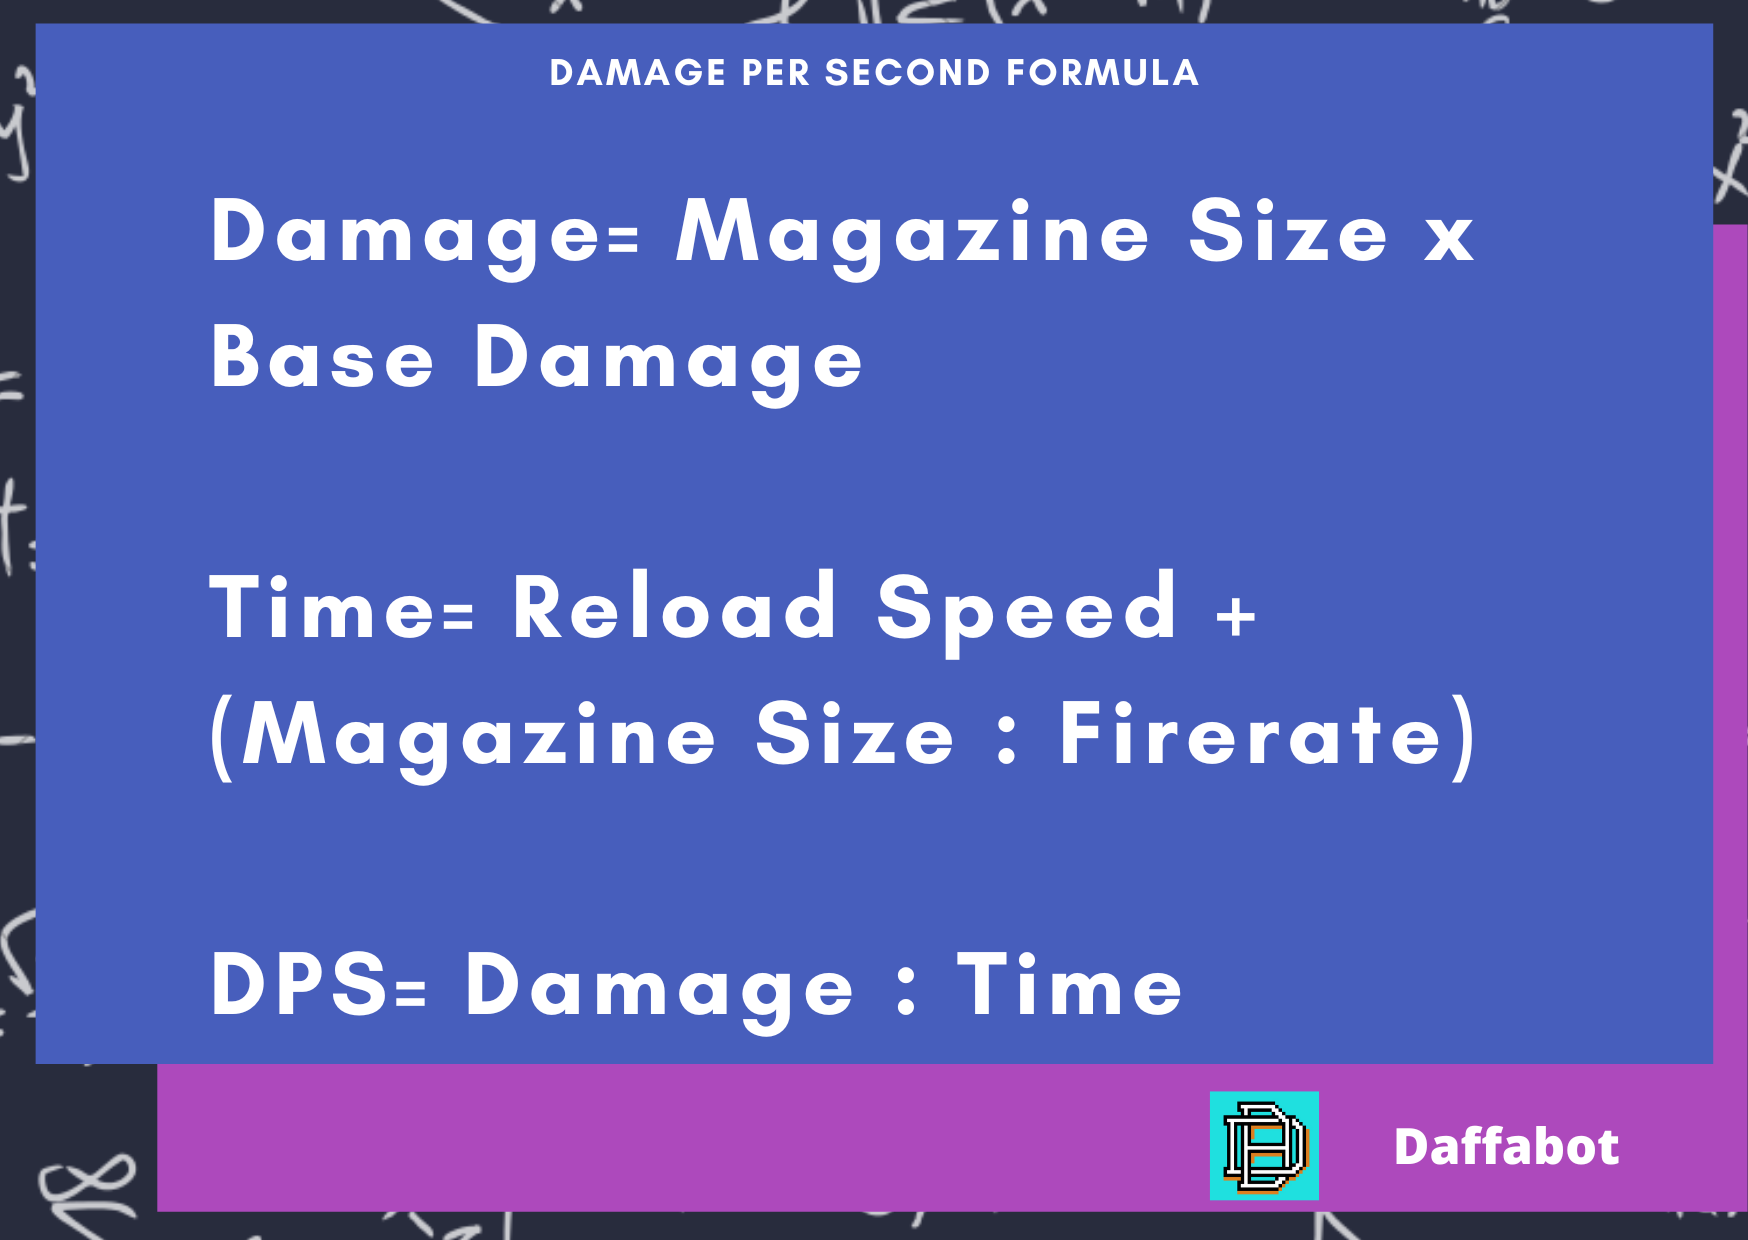 DAMAGE PER SECOND FORMULA
Damage= Magazine Size x
Base Damage
Time= Reload Speed +
(Magazine Size : Firerate)
DPS= Damage : Time
Daffabot